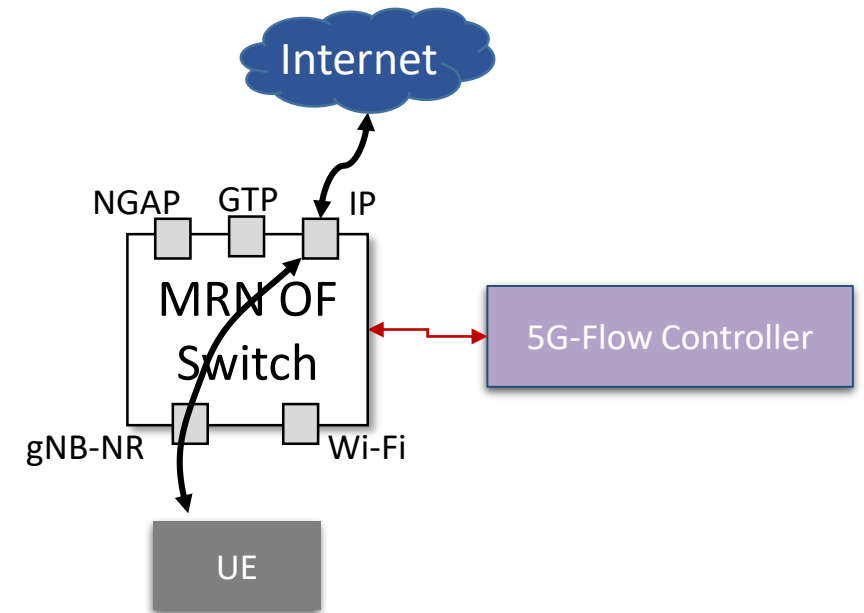 Internet
NGAP
GTP
IP
MRN OF
Switch
5G-Flow Controller
gNB-NR
Wi-Fi
UE